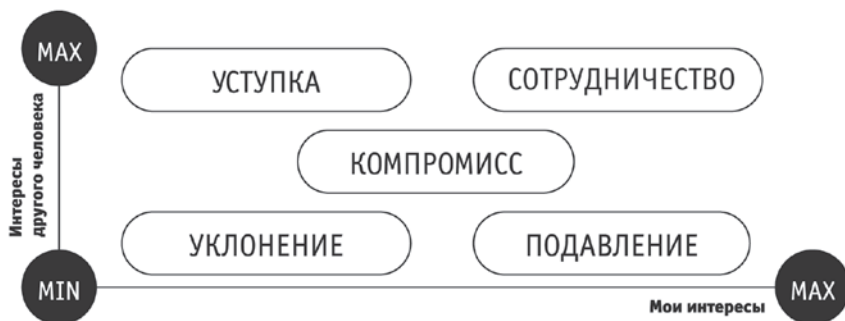 MAX
УСТУПКА
СОТРУДНИЧЕСТВО
Интересы
другого человека
КОМПРОМИСС
УКЛОНЕНИЕ
ПОДАВЛЕНИЕ
MIN
Мои интересы
MAX